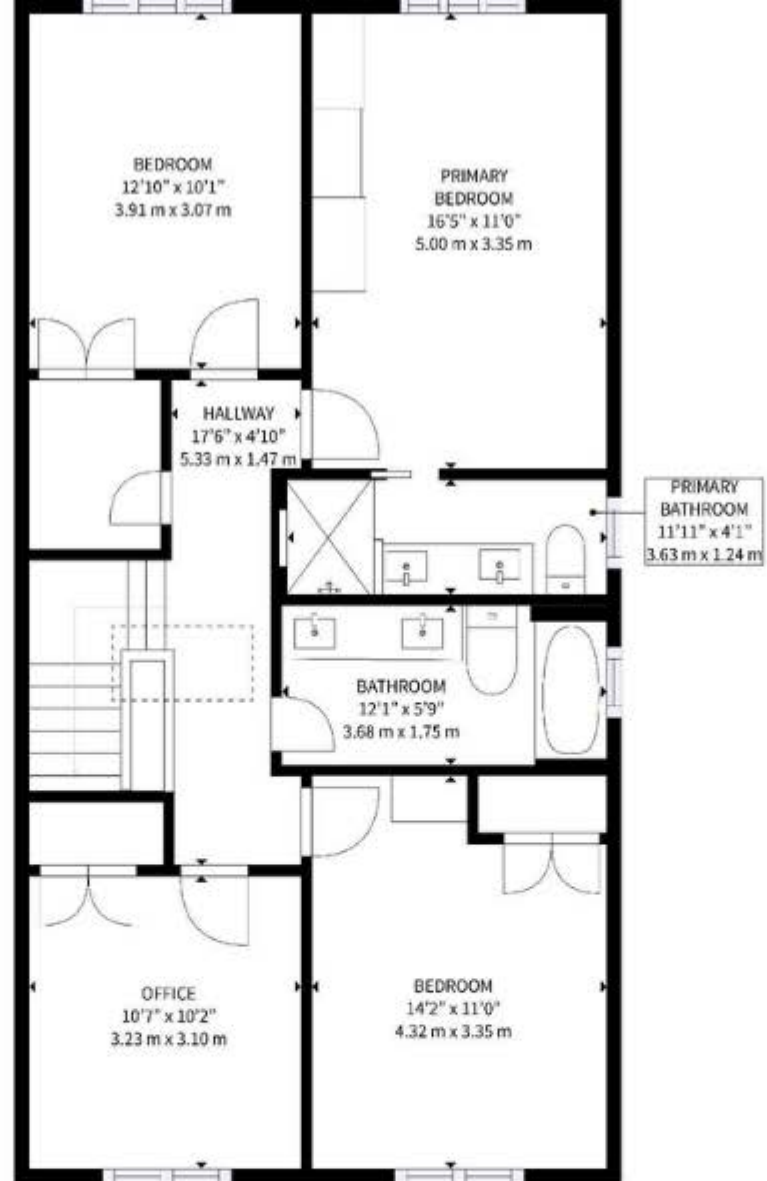 BEDROOM
12'10" x 10'1"
3.91 m x 3.07 m
PRIMARY
BEDROOM
16'5" x 11'0"
5.00 m x 3.35 m
HALLWAY
17'6" x 4'10"
5.33 m x 1.47 m
PRIMARY
BATHROOM
11'11" x 4'1"
3.63 m x 1.24 m
BATHROOM
12'1" x 5'9"
3.68 m x 1.75 m
OFFICE
10'7" x 10'2"
3.23 m x 3.10 m
BEDROOM
14'2" x 11'0"
4.32 m x 3.35 m